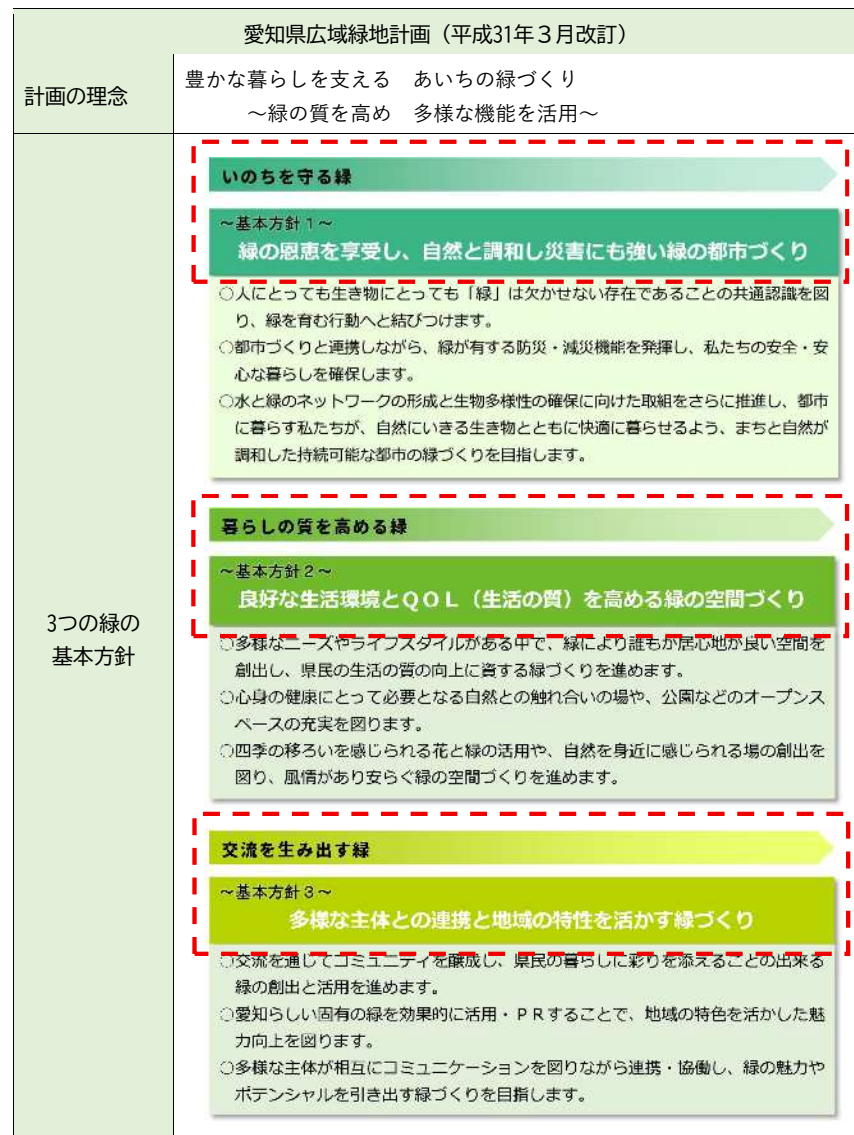 愛知県広域緑地計画（平成31年３月改訂）
計画の理念
豊かな暮らしを支える　あいちの緑づくり
～緑の質を高め　多様な機能を活用～
3つの緑の
基本方針
いのちを守る緑
～基本方針１～
緑の恩恵を享受し、自然と調和し災害にも強い緑の都市づくり
○人にとっても生き物にとっても「緑」は欠かせない存在であることの共通認識を図
り、緑を育む行動へと結びつけます。
○都市づくりと連携しながら、緑が有する防災・減災機能を発揮し、私たちの安全・安
心な暮らしを確保します。
○水と緑のネットワークの形成と生物多様性の確保に向けた取組をさらに推進し、都市
に暮らす私たちが、自然にいきる生き物とともに快適に暮らせるよう、まちと自然が
調和した持続可能な都市の緑づくりを目指します。
暮らしの質を高める緑
～基本方針２～
良好な生活環境とＱＯＬ（生活の質）を高める緑の空間づくり
○多様なニーズやライフスタイルがある中で、緑により誰もが居心地が良い空間を
創出し、県民の生活の質の向上に資する緑づくりを進めます。
○心身の健康にとって必要となる自然との触れ合いの場や、公園などのオープンス
ペースの充実を図ります。
○四季の移ろいを感じられる花と緑の活用や、自然を身近に感じられる場の創出を
図り、風情があり安らぐ緑の空間づくりを進めます。
交流を生み出す緑
～基本方針３～
多様な主体との連携と地域の特性を活かす緑づくり
○交流を通じてコミュニティを醸成し、県民の暮らしに彩りを添えることの出来る
緑の創出と活用を進めます。
○愛知らしい固有の緑を効果的に活用・ＰＲすることで、地域の特色を活かした魅
力向上を図ります。
○多様な主体が相互にコミュニケーションを図りながら連携・協働し、緑の魅力や
ポテンシャルを引き出す緑づくりを目指します。